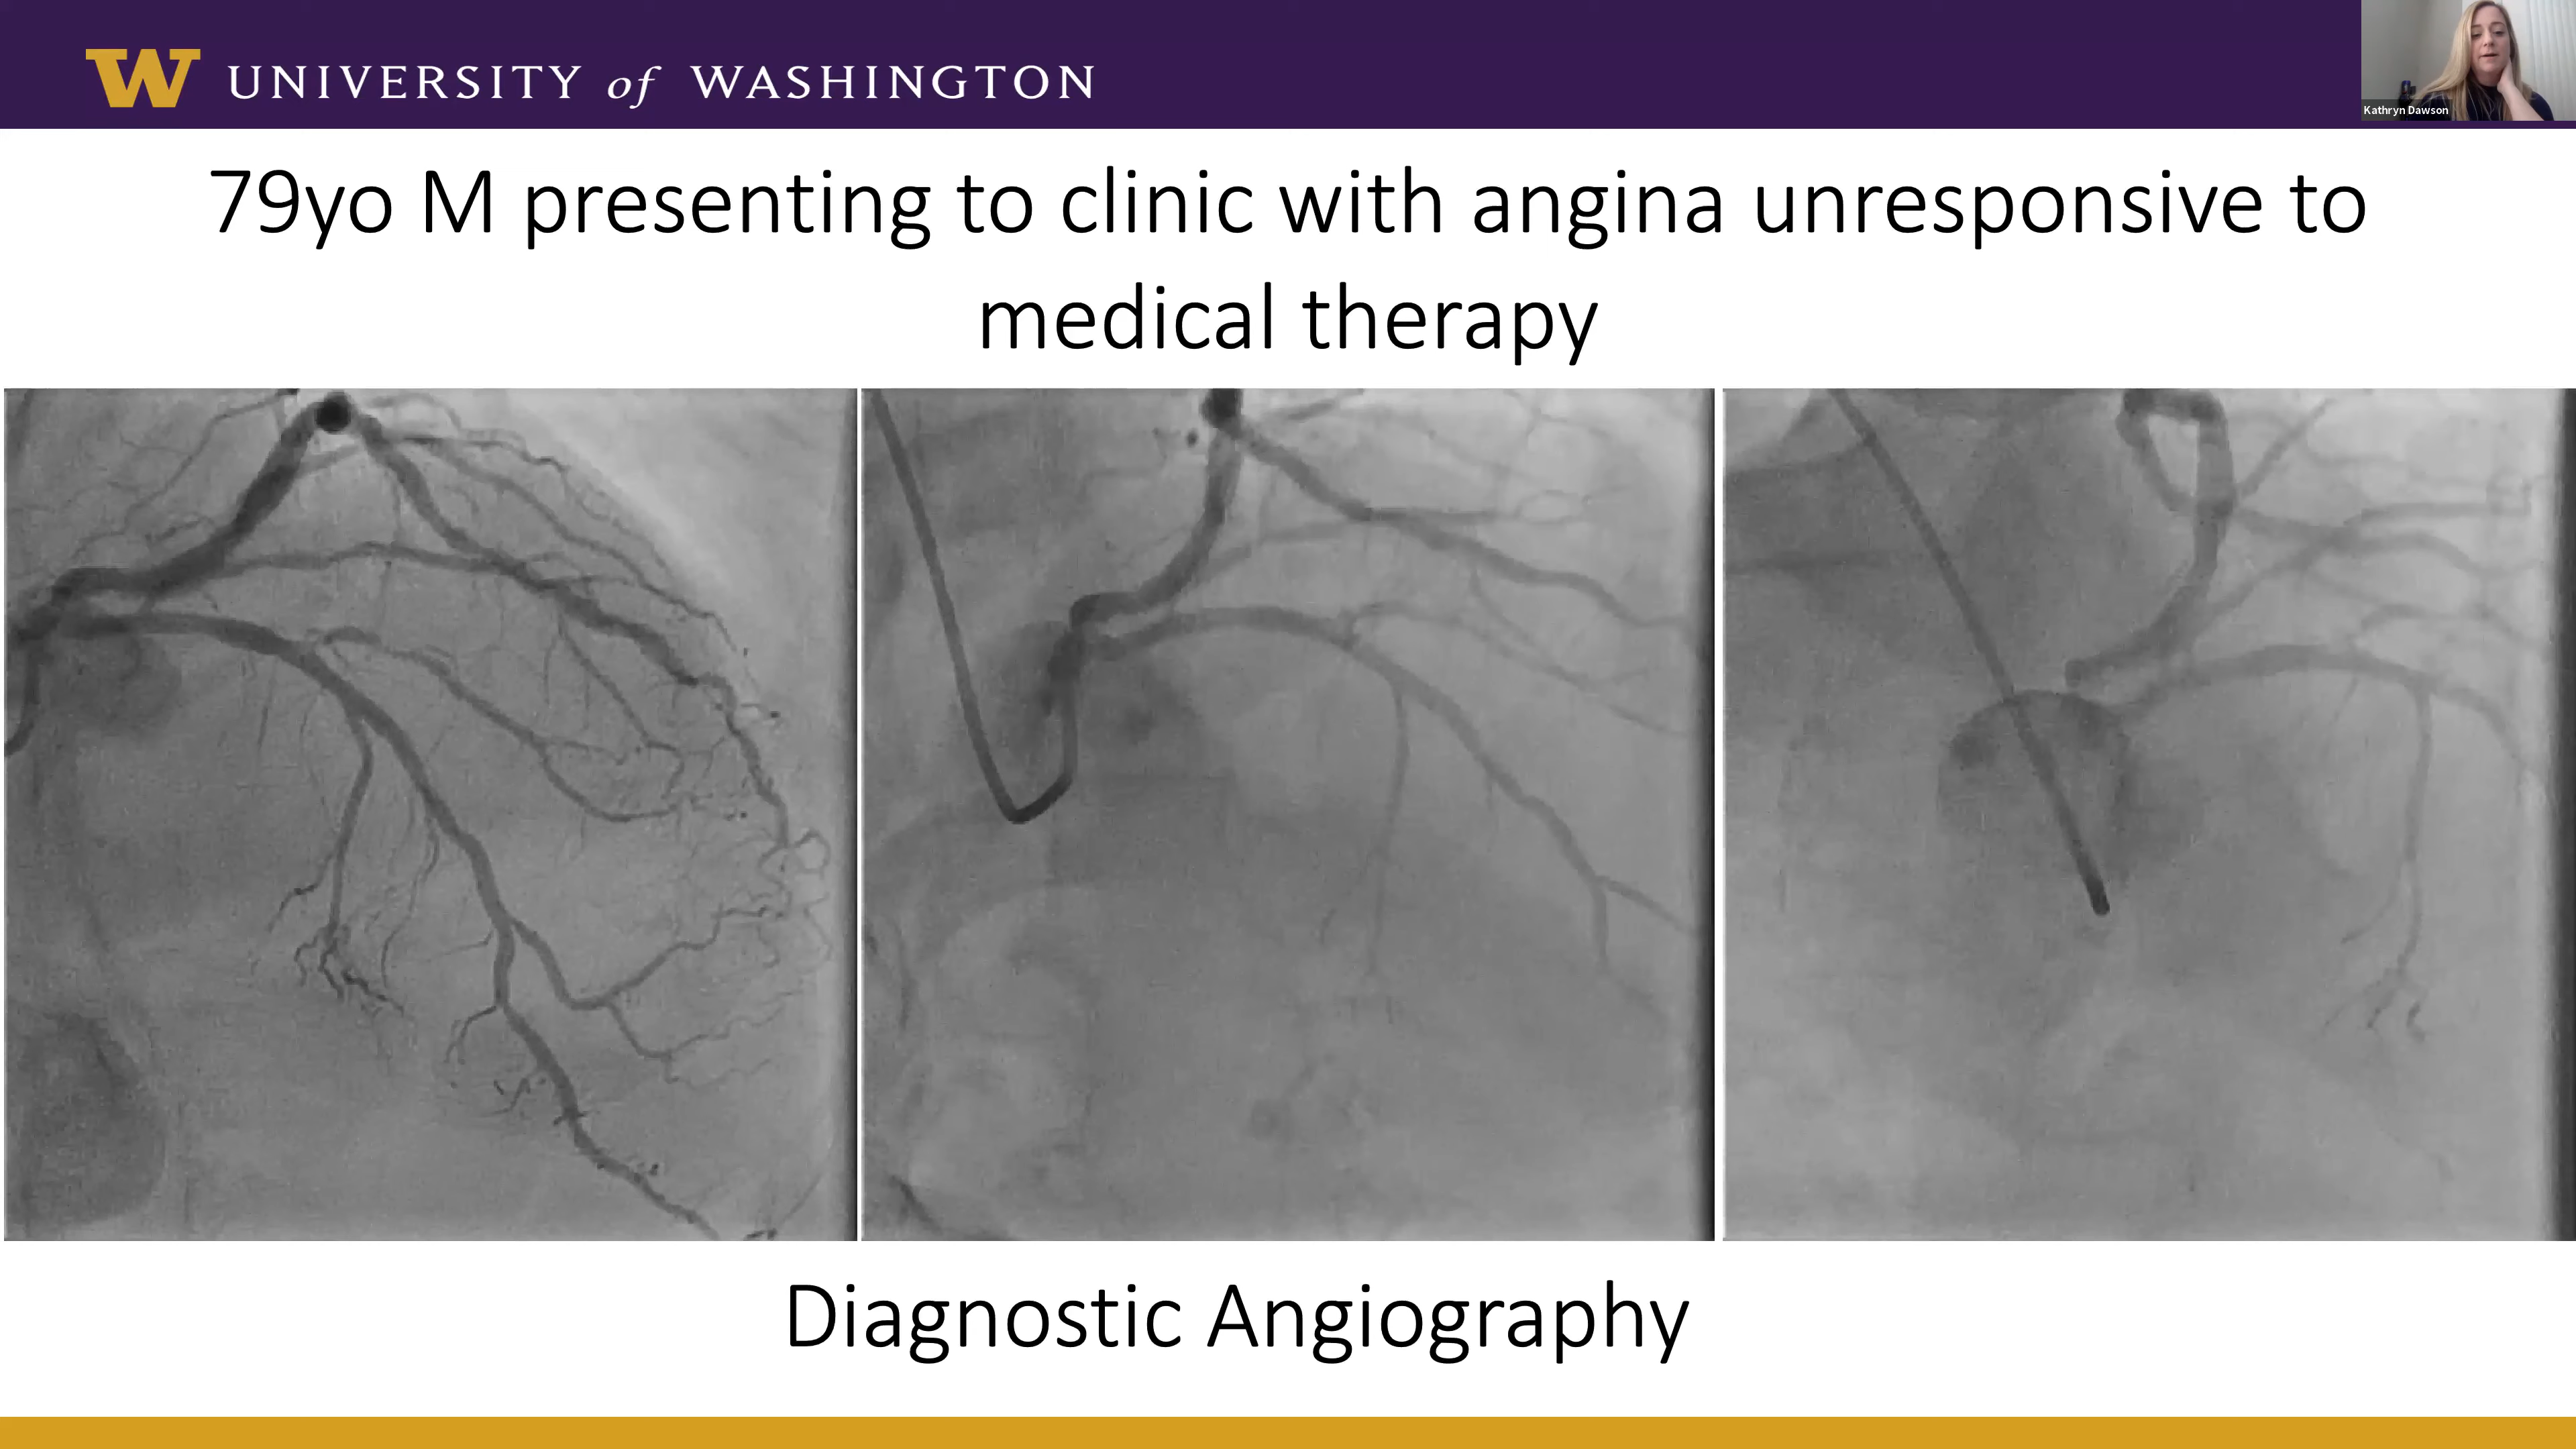 W UNIVERSITY of WASHINGTON
Kathryn Dawson
79yo M presenting to clinic with angina unresponsive to
medical therapy
Diagnostic Angiography